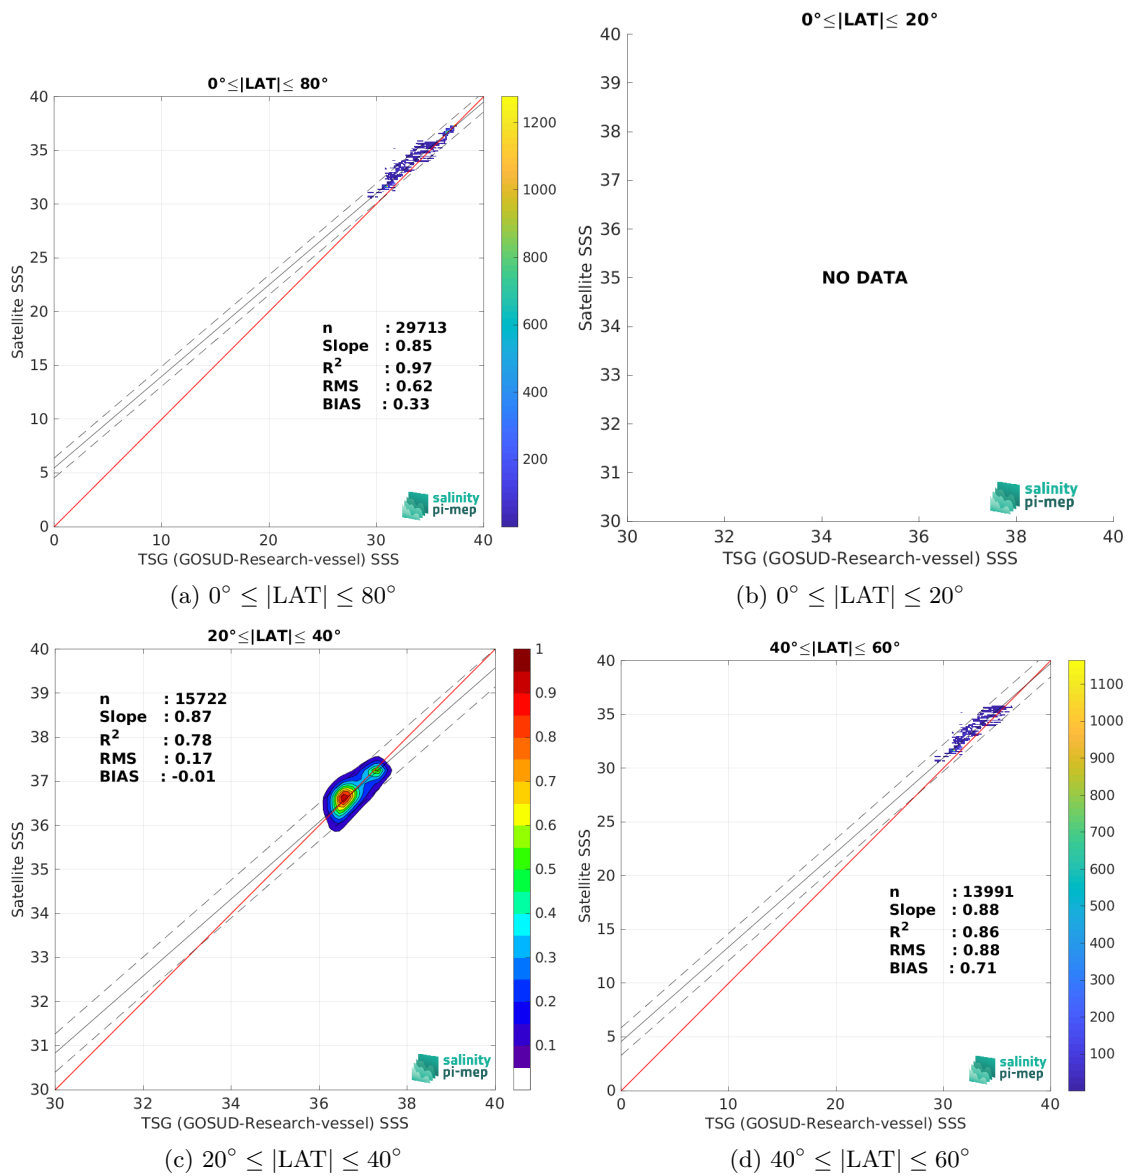 0°≤|LAT|≤ 80°
40
35
30
25
20
15
10
5
0
0
10
20
30
40
Satellite SSS
TSG (GOSUD-Research-vessel) SSS
n : 29713
Slope : 0.85
R² : 0.97
RMS : 0.62
BIAS : 0.33
salinity
pi-mep
1200
1000
800
600
400
200
(a) 0° ≤ |LAT| ≤ 80°
0°≤|LAT|≤ 20°
40
39
38
37
36
35
34
33
32
31
30
30
32
34
36
38
40
Satellite SSS
TSG (GOSUD-Research-vessel) SSS
NO DATA
salinity
pi-mep
(b) 0° ≤ |LAT| ≤ 20°
20°≤|LAT|≤ 40°
40
39
38
37
36
35
34
33
32
31
30
30
32
34
36
38
40
Satellite SSS
TSG (GOSUD-Research-vessel) SSS
n : 15722
Slope : 0.87
R² : 0.78
RMS : 0.17
BIAS : -0.01
salinity
pi-mep
1
0.9
0.8
0.7
0.6
0.5
0.4
0.3
0.2
0.1
(c) 20° ≤ |LAT| ≤ 40°
40°≤|LAT|≤ 60°
40
35
30
25
20
15
10
5
0
0
10
20
30
40
Satellite SSS
TSG (GOSUD-Research-vessel) SSS
n : 13991
Slope : 0.88
R² : 0.86
RMS : 0.88
BIAS : 0.71
salinity
pi-mep
1100
1000
900
800
700
600
500
400
300
200
100
(d) 40° ≤ |LAT| ≤ 60°